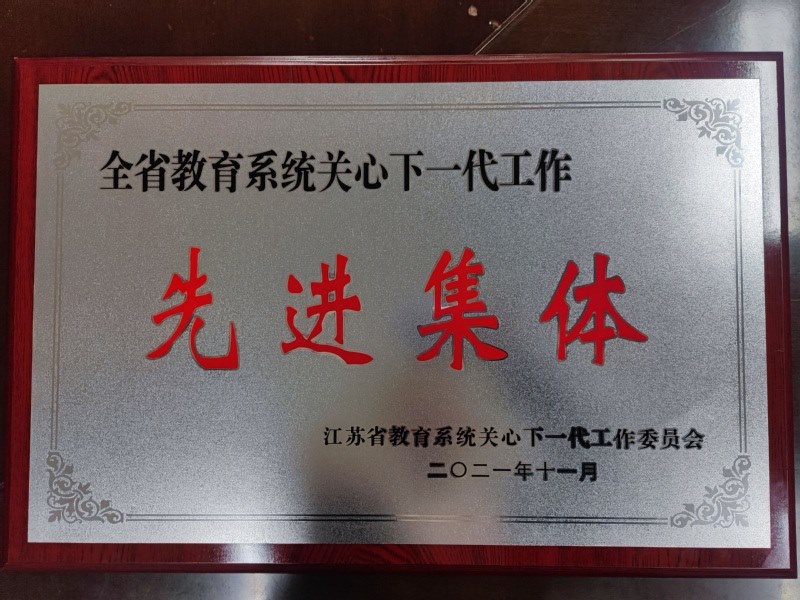 全省教育系统关心下一代工作
先进集体
江苏省教育系统关心下一代工作委员会
二〇二一年十一月